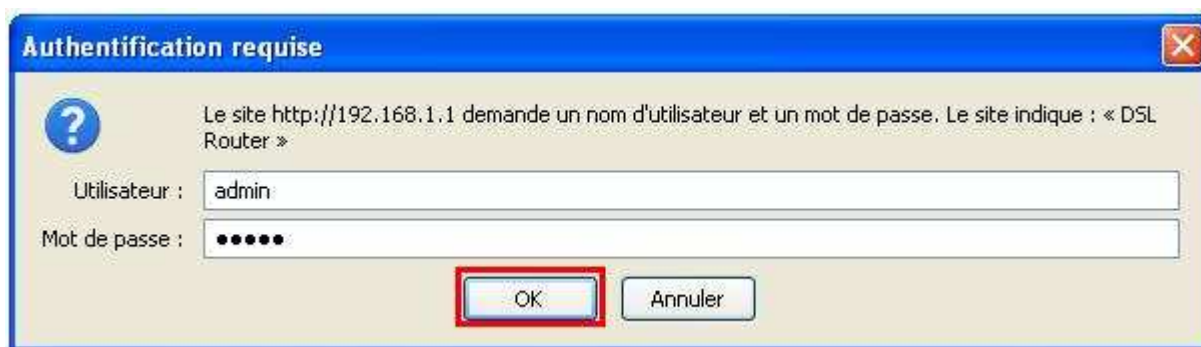 Authentification requise
Le site http://192.168.1.1 demande un nom d'utilisateur et un mot de passe. Le site indique : « DSL
Router »
Utilisateur : admin
Mot de passe : •••••
OK Annuler